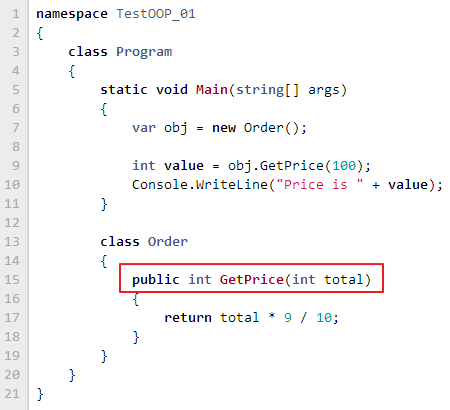 1 namespace TestOOP_01
2 {
3     class Program
4     {
5         static void Main(string[] args)
6         {
7             var obj = new Order();
8
9             int value = obj.GetPrice(100);
10             Console.WriteLine("Price is " + value);
11         }
12
13         class Order
14         {
15             public int GetPrice(int total)
16             {
17                 return total * 9 / 10;
18             }
19         }
20     }
21 }